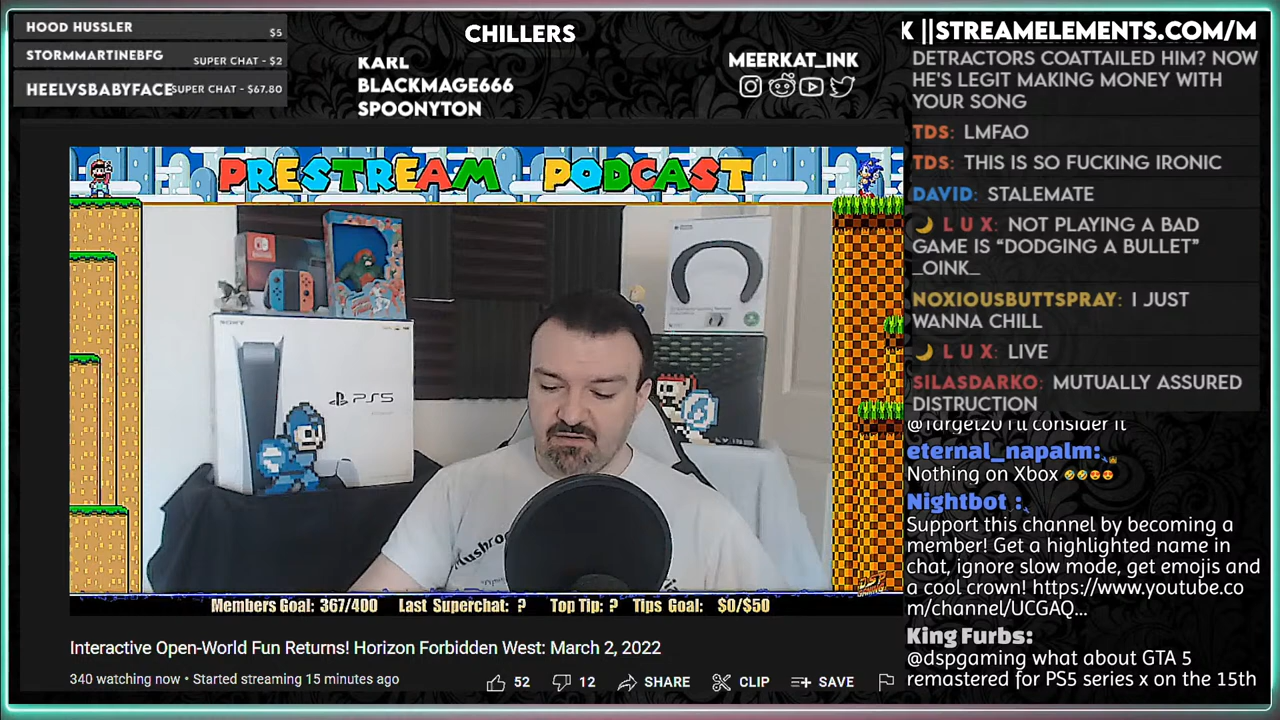 HOOD HUSSLER $5
STORMMARTINEBFG SUPER CHAT - $2
HEELVSBABYFACE SUPER CHAT - $67.80
CHILLERS
KARL
BLACKMAGE666
SPOONYTON
MEERKAT_INK
K ||STREAMELEMENTS.COM/M
DETRACTORS COATTAILED HIM? NOW
HE'S LEGIT MAKING MONEY WITH
YOUR SONG
TDS: LMFAO
TDS: THIS IS SO FUCKING IRONIC
DAVID: STALEMATE
L U X: NOT PLAYING A BAD
GAME IS “DODGING A BULLET”
_OINK_
NOXIOUSBUTTSPRAY: I JUST
WANNA CHILL
L U X: LIVE
SILASDARKO: MUTUALLY ASSURED
DISTRUCTION
@Target20 I'll consider it
eternal_napalm:
Nothing on Xbox
Nightbot :
Support this channel by becoming a
member! Get a highlighted name in
chat, ignore slow mode, get emojis and
a cool crown! https://www.youtube.co
m/channel/UCGAQ...
King Furbs:
@dspgaming what about GTA 5
remastered for PS5 series x on the 15th
PRESTREAM PODCAST
SONY
PS5
Mushroo
Members Goal: 367/400 Last Superchat: ? Top Tip: ? Tips Goal: $0/$50
Interactive Open-World Fun Returns! Horizon Forbidden West: March 2, 2022
340 watching now • Started streaming 15 minutes ago
52 12 SHARE CLIP SAVE